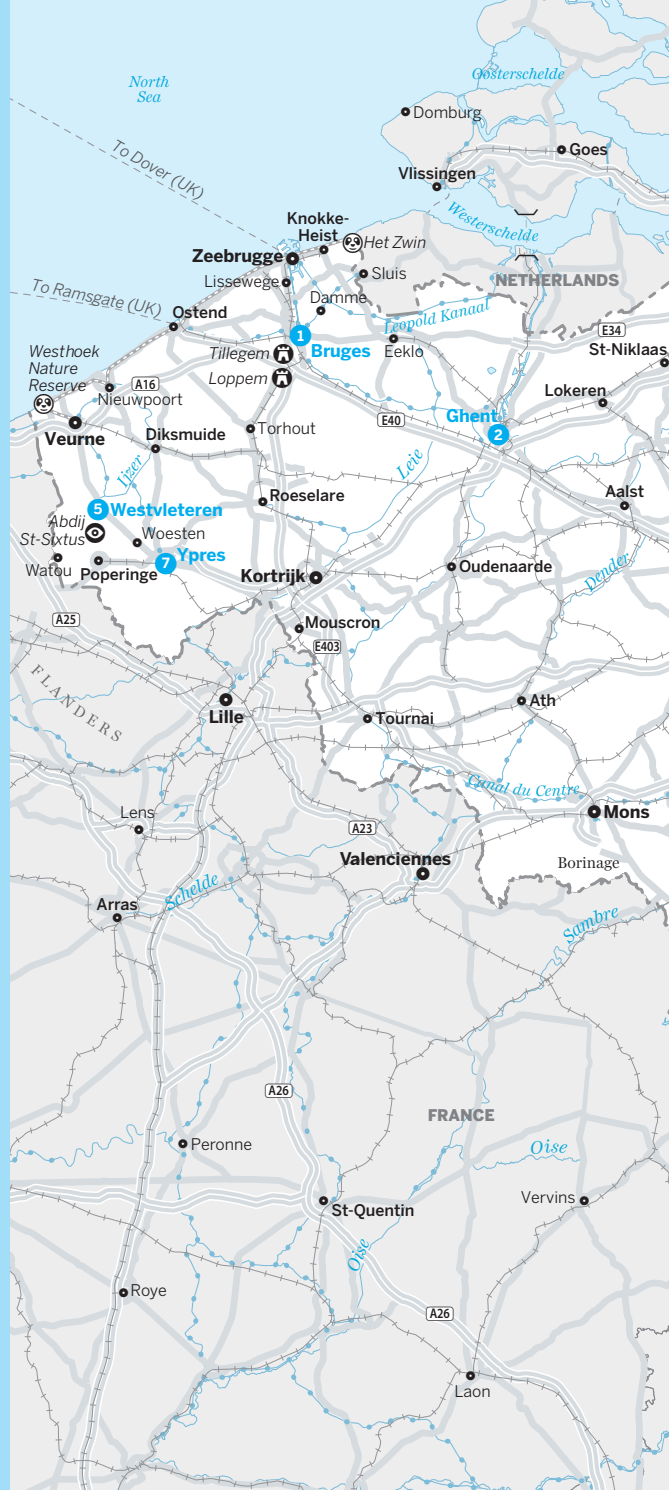 Oosterschelde
North
Sea
Domburg
Goes
To Dover (UK)
Vlissingen
Westerschelde
Knokke-
Heist
Het Zwin
Zeebrugge
Sluis
Lissewege
NETHERLANDS
To Ramsgate (UK)
Damme
Ostend
Leopold Kanaal
E34
1
Bruges
Eeklo
St-Niklaas
Westhoek
Nature
Reserve
Tillegem
Loppem
A16
Nieuwpoort
Lokeren
Ghent
2
E40
Veurne
Diksmuide
Torhout
Leie
Ijzer
Roeselare
Aalst
5
Westvleteren
Abdij
St-Sixtus
Woesten
7
Ypres
Watou
Poperinge
Kortrijk
Oudenaarde
Dender
A25
Mouscron
E403
FLANDERS
Lille
Ath
Tournai
Canal du Centre
Mons
Lens
A23
Valenciennes
Borinage
Schelde
Arras
Sambre
A26
FRANCE
Peronne
Oise
Vervins
St-Quentin
Oise
Roye
A26
Laon